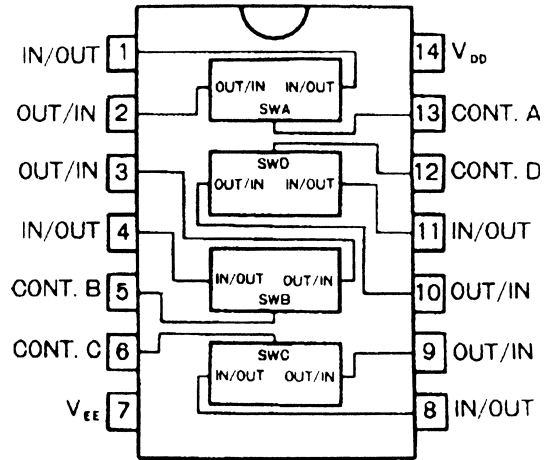 IN/OUT 1 14 V_DD
OUT/IN IN/OUT
SWA
OUT/IN 2 13 CONT. A
OUT/IN 3 12 CONT. D
SWD
OUT/IN IN/OUT
IN/OUT 4 11 IN/OUT
IN/OUT OUT/IN
SWB
CONT. B 5 10 OUT/IN
CONT. C 6 9 OUT/IN
SWC
IN/OUT OUT/IN
V_EE 7 8 IN/OUT